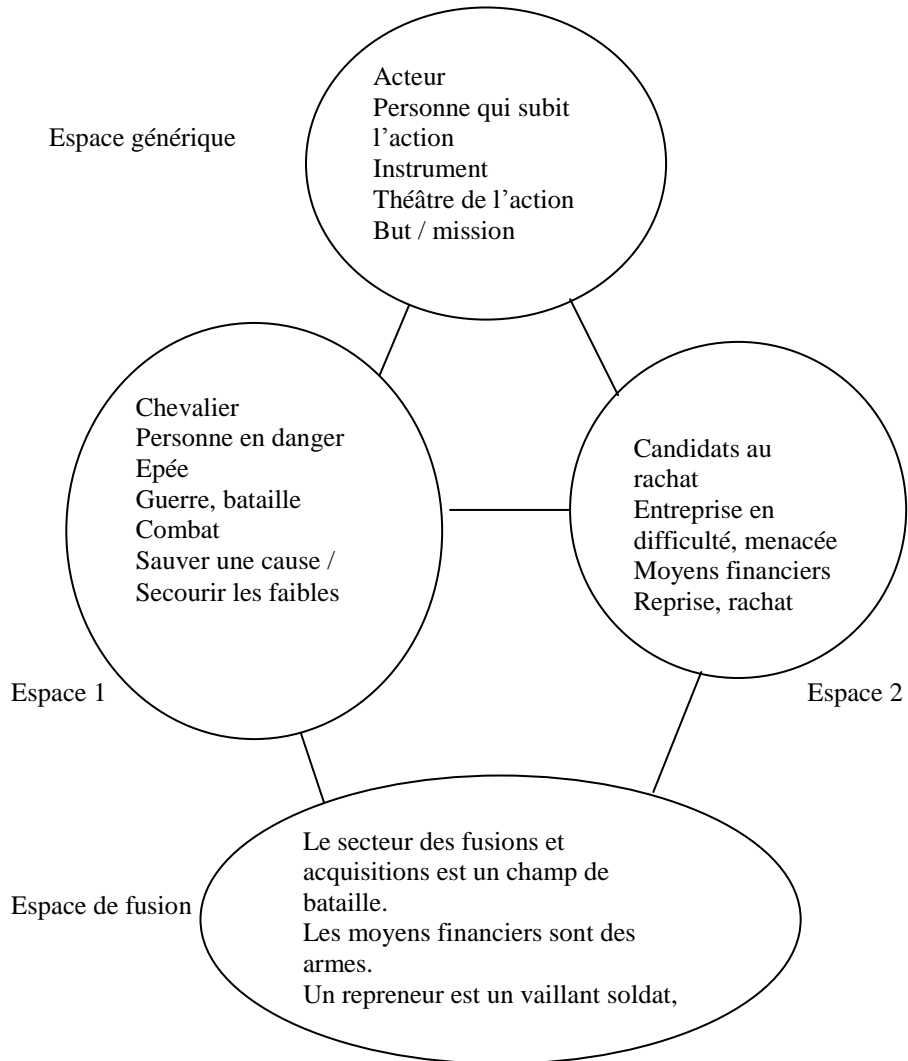 Acteur
Personne qui subit
l’action
Instrument
Théâtre de l’action
But / mission
Espace générique
Chevalier
Personne en danger
Epée
Guerre, bataille
Combat
Sauver une cause /
Secourir les faibles
Candidats au
rachat
Entreprise en
difficulté, menacée
Moyens financiers
Reprise, rachat
Espace 1
Espace 2
Le secteur des fusions et
acquisitions est un champ de
bataille.
Les moyens financiers sont des
armes.
Un repreneur est un vaillant soldat,
Espace de fusion